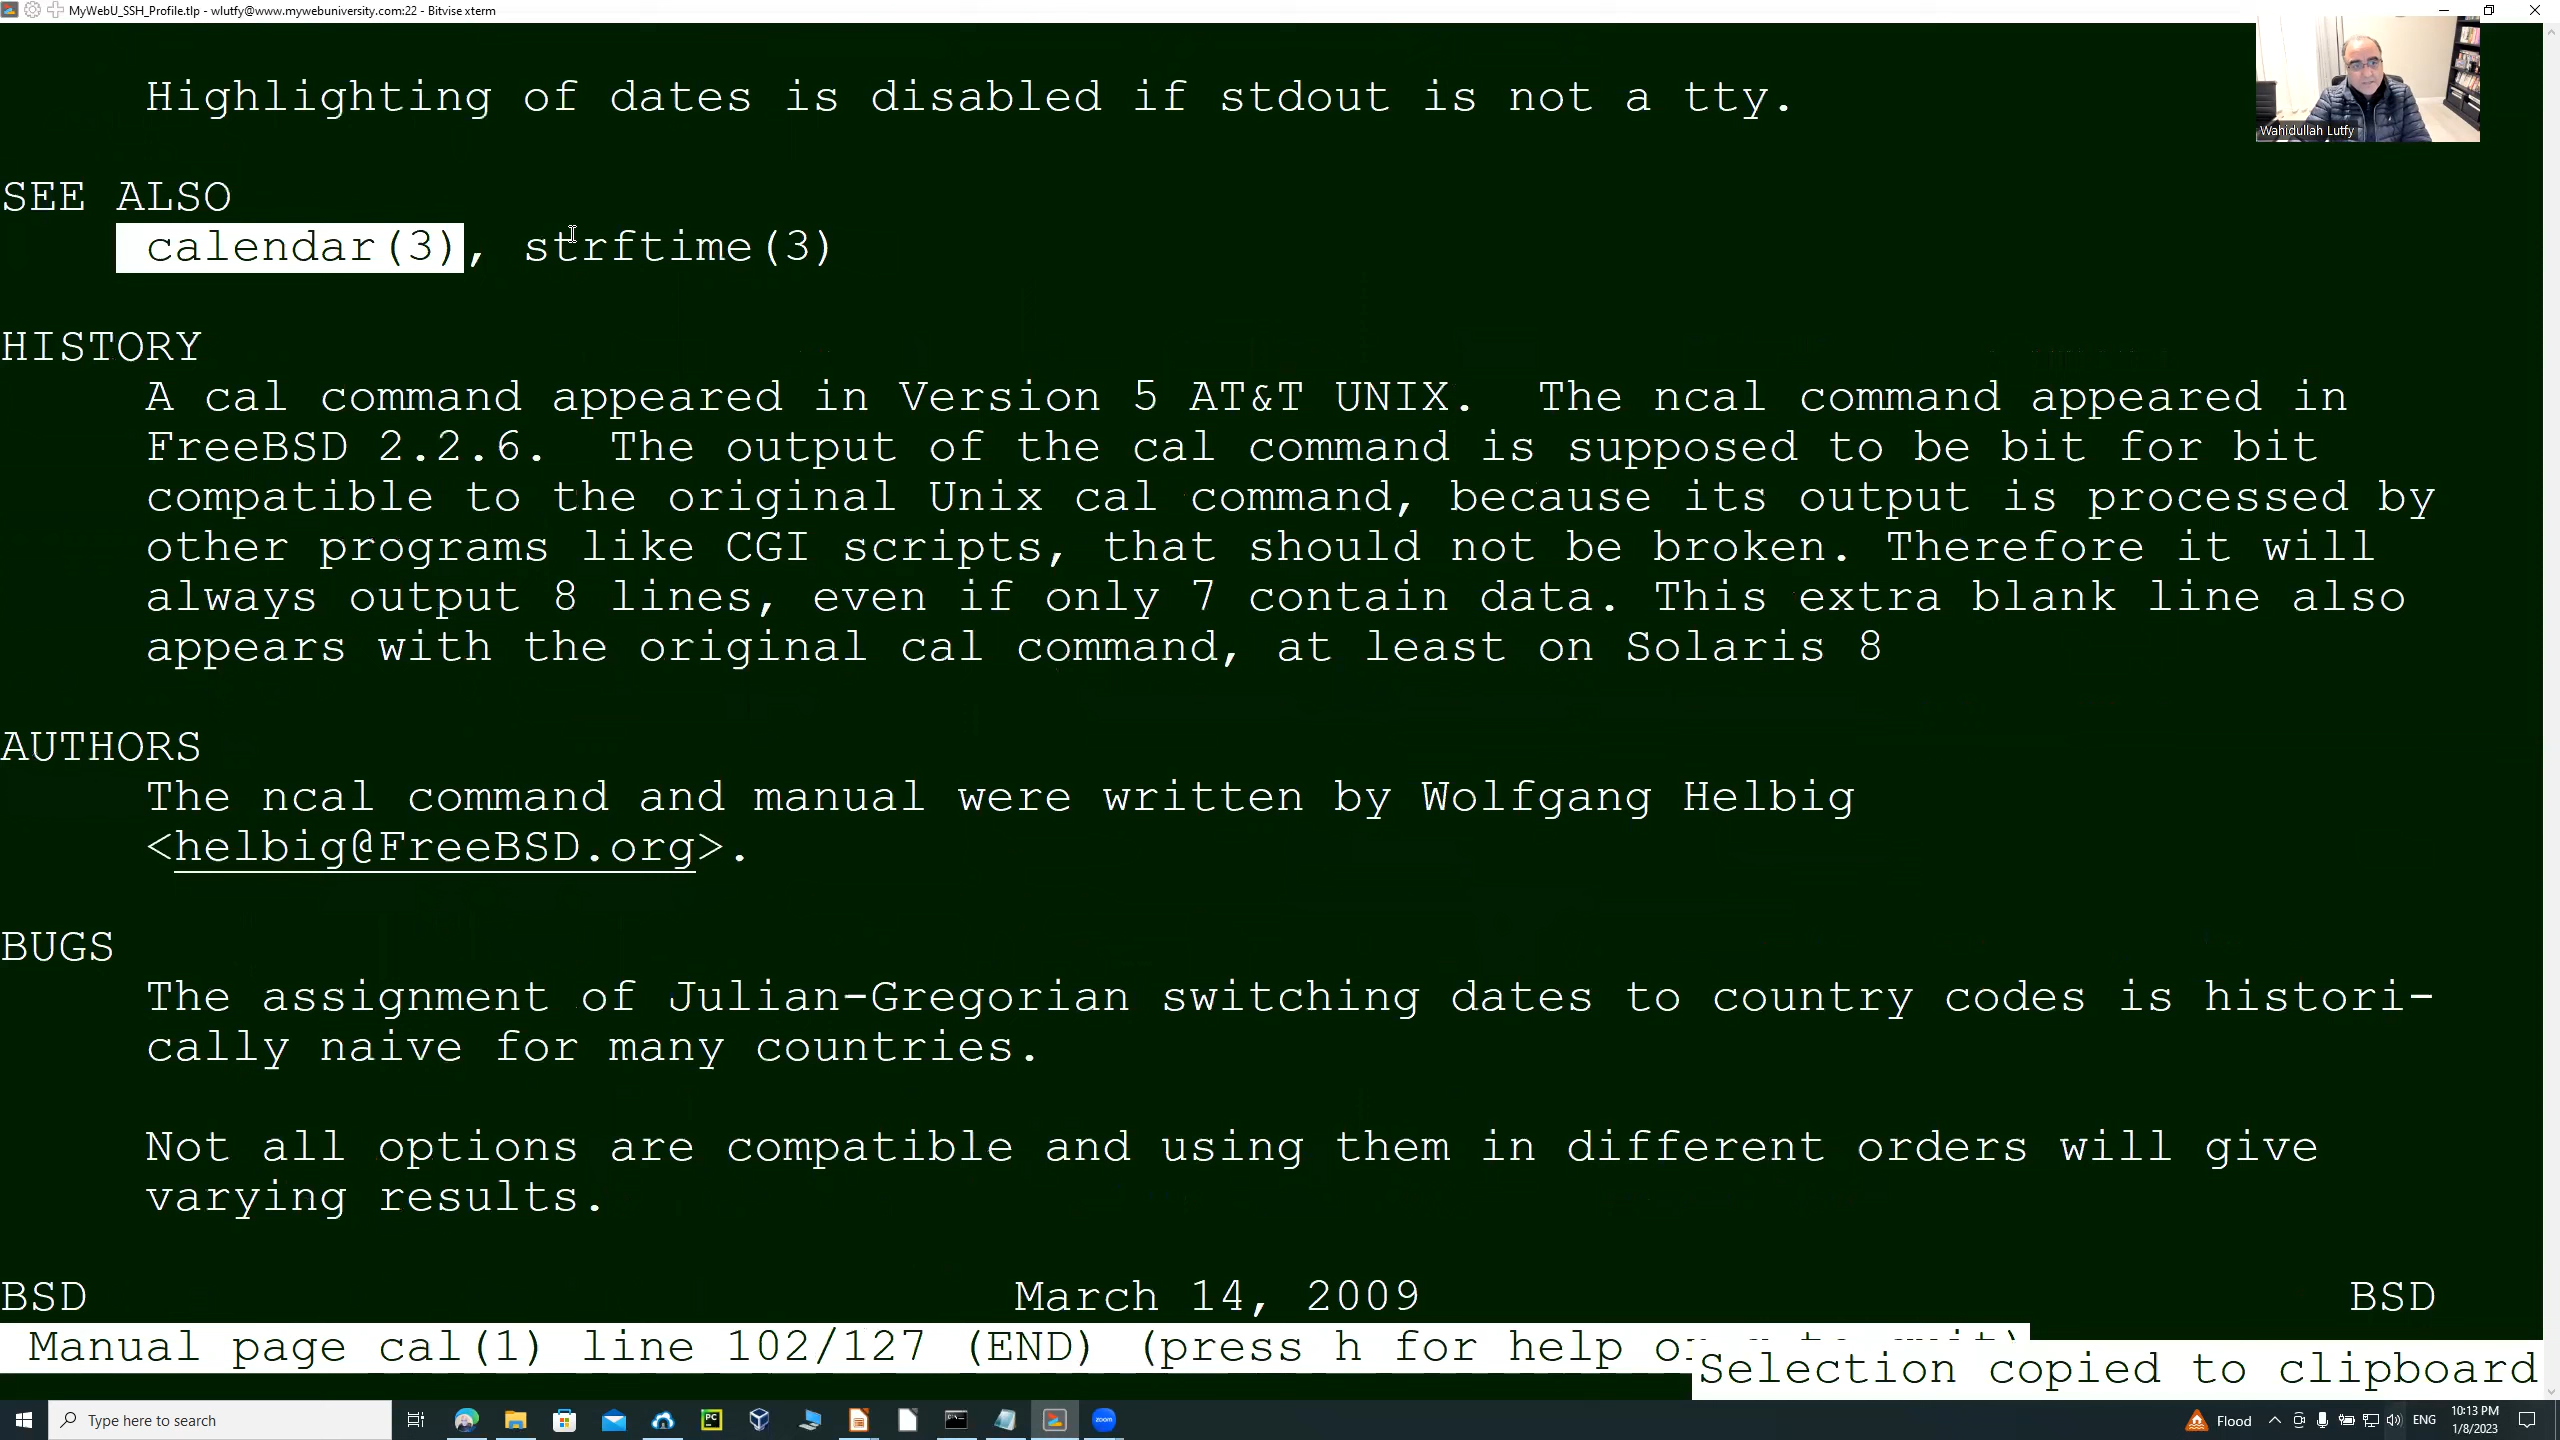 MyWebU_SSH_Profile.tlp - wlutfy@www.mywebuniversity.com:22 - Bitvise xterm
Highlighting of dates is disabled if stdout is not a tty.
Wahidullah Lutfy
SEE ALSO
calendar(3), strftime(3)
HISTORY
A cal command appeared in Version 5 AT&T UNIX.  The ncal command appeared in
FreeBSD 2.2.6.  The output of the cal command is supposed to be bit for bit
compatible to the original Unix cal command, because its output is processed by
other programs like CGI scripts, that should not be broken. Therefore it will
always output 8 lines, even if only 7 contain data. This extra blank line also
appears with the original cal command, at least on Solaris 8
AUTHORS
The ncal command and manual were written by Wolfgang Helbig
<helbig@FreeBSD.org>.
BUGS
The assignment of Julian-Gregorian switching dates to country codes is histori-
cally naive for many countries.
Not all options are compatible and using them in different orders will give
varying results.
BSD March 14, 2009 BSD
Manual page cal(1) line 102/127 (END) (press h for help or q to quit)
Selection copied to clipboard
Type here to search
PC
zoom
Flood
ENG
10:13 PM
1/8/2023